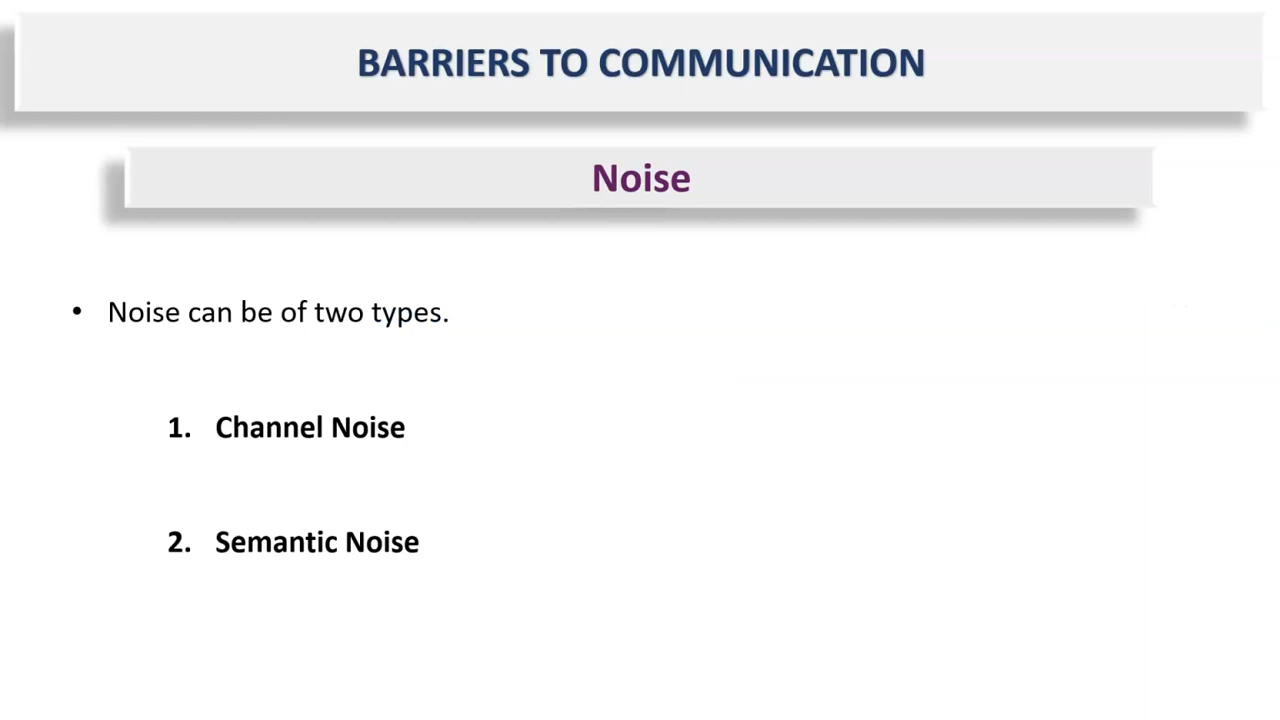 BARRIERS TO COMMUNICATION
Noise
• Noise can be of two types.
1. Channel Noise
2. Semantic Noise